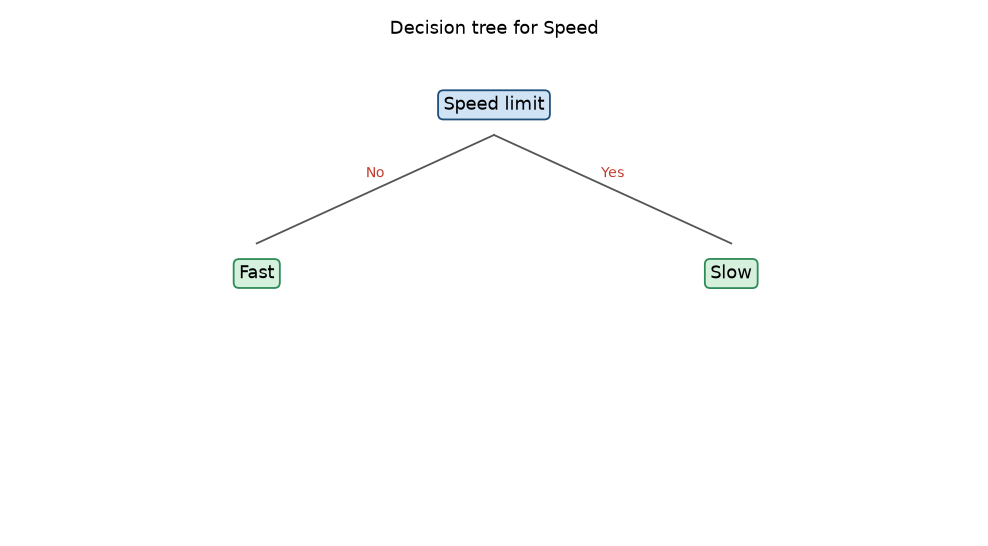 Decision tree for Speed
Speed limit
No
Yes
Fast
Slow